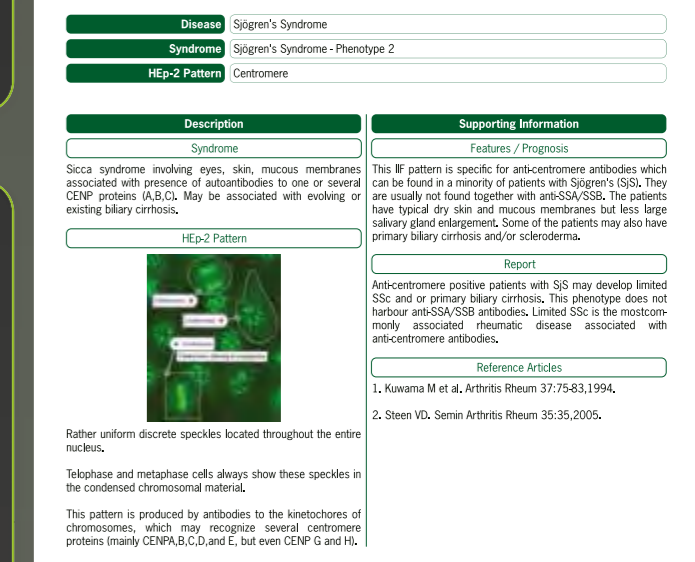 Disease Sjögren's Syndrome
Syndrome Sjögren's Syndrome - Phenotype 2
HEp-2 Pattern Centromere
Description
Syndrome
Sicca syndrome involving eyes, skin, mucous membranes
associated with presence of autoantibodies to one or several
CENP proteins (A,B,C). May be associated with evolving or
existing biliary cirrhosis.
HEp-2 Pattern
Rather uniform discrete speckles located throughout the entire
nucleus.
Telophase and metaphase cells always show these speckles in
the condensed chromosomal material.
This pattern is produced by antibodies to the kinetochores of
chromosomes, which may recognize several centromere
proteins (mainly CENPA,B,C,D,and E, but even CENP G and H).
Supporting Information
Features / Prognosis
This IIF pattern is specific for anti-centromere antibodies which
can be found in a minority of patients with Sjögren's (SjS). They
are usually not found together with anti-SSA/SSB. The patients
have typical dry skin and mucous membranes but less large
salivary gland enlargement. Some of the patients may also have
primary biliary cirrhosis and/or scleroderma.
Report
Anti-centromere positive patients with SjS may develop limited
SSc and or primary biliary cirrhosis. This phenotype does not
harbour anti-SSA/SSB antibodies. Limited SSc is the mostcom-
monly associated rheumatic disease associated with
anti-centromere antibodies.
Reference Articles
1. Kuwama M et al. Arthritis Rheum 37:75-83,1994.
2. Steen VD. Semin Arthritis Rheum 35:35,2005.